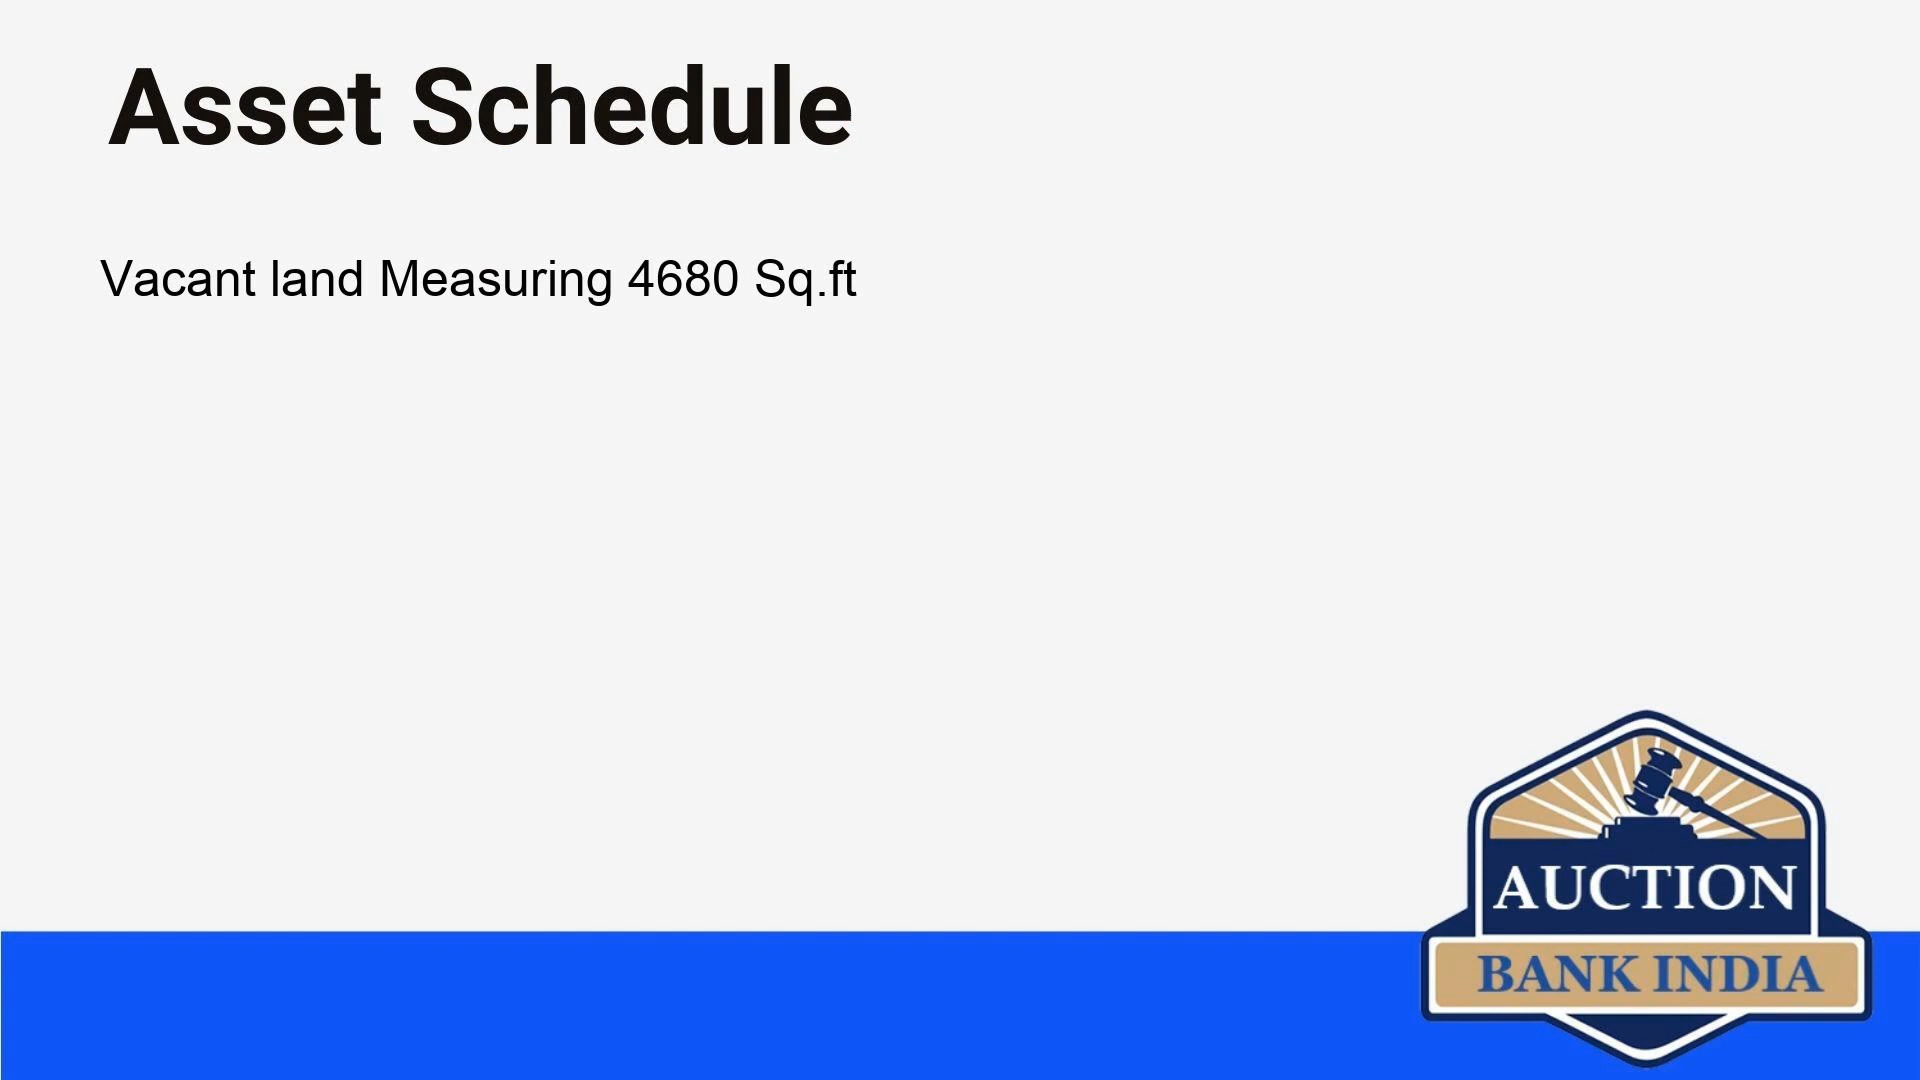 Asset Schedule
Vacant land Measuring 4680 Sq.ft
AUCTION
BANK INDIA